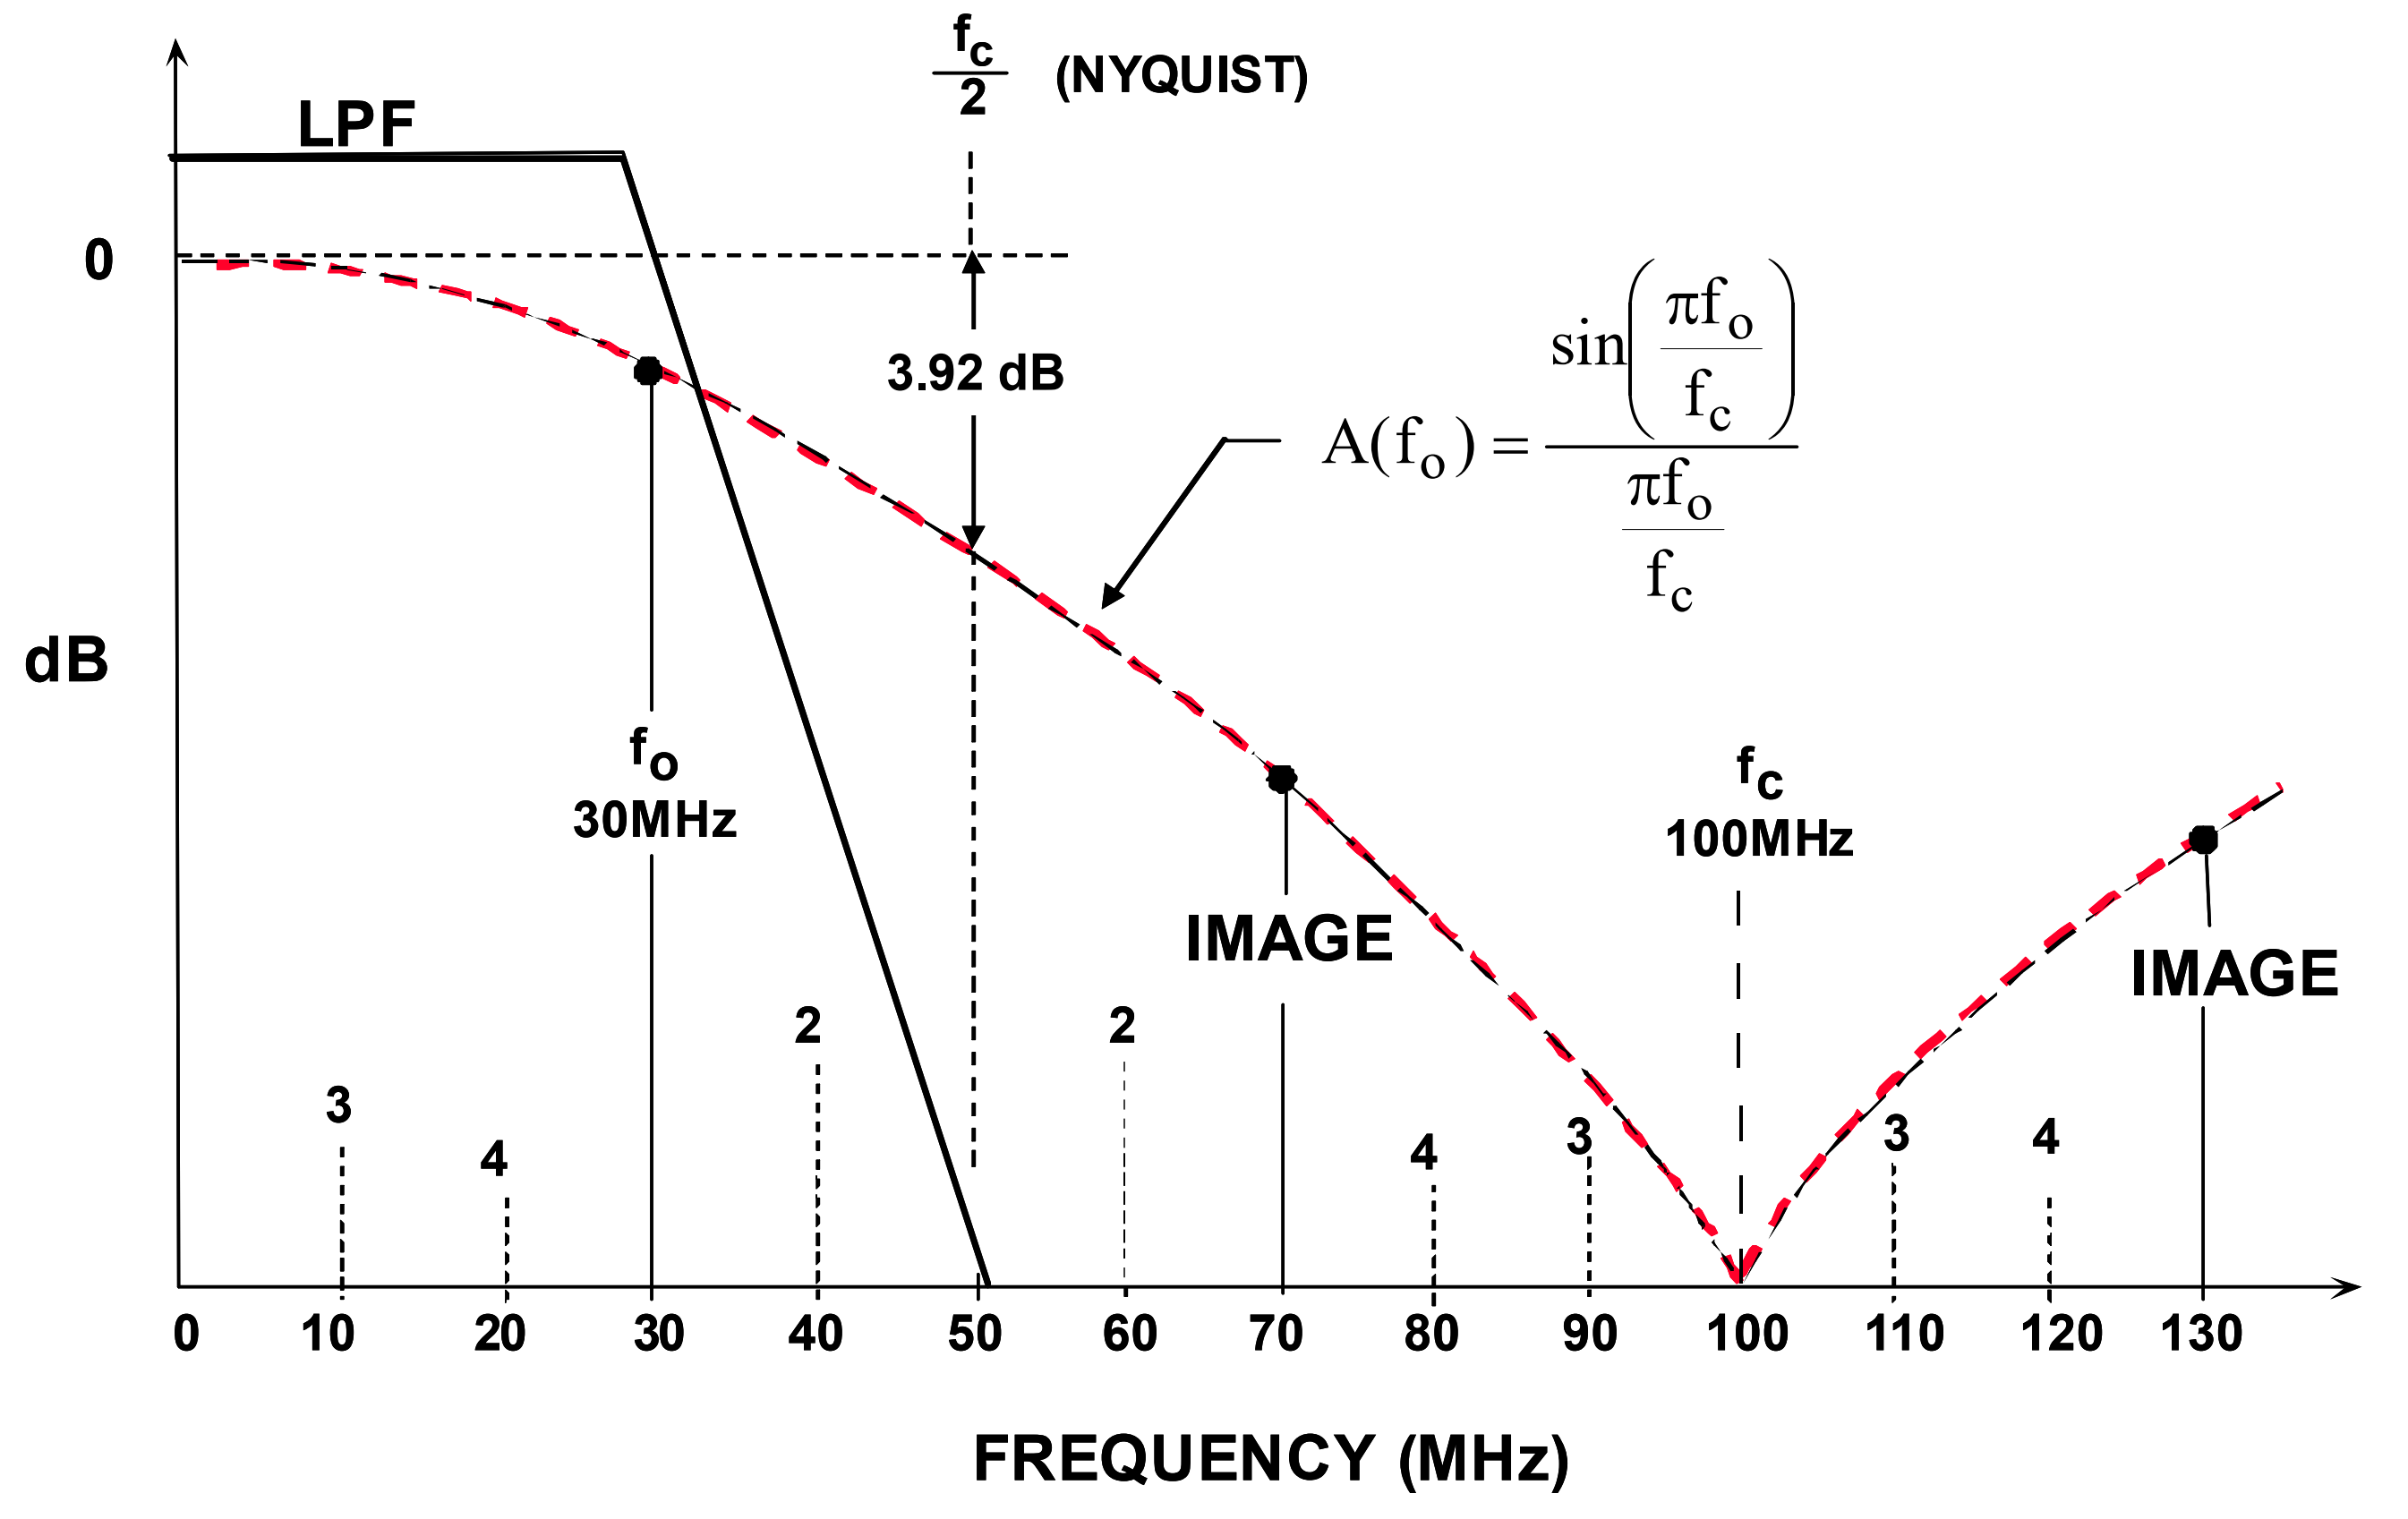 fc
2
(NYQUIST)
LPF
0
3.92 dB
A(fo) = sin(πfo/fc) / (πfo/fc)
dB
fo
30MHz
fc
100MHz
IMAGE
IMAGE
2
2
3
4
4
3
3
4
0 10 20 30 40 50 60 70 80 90 100 110 120 130
FREQUENCY (MHz)